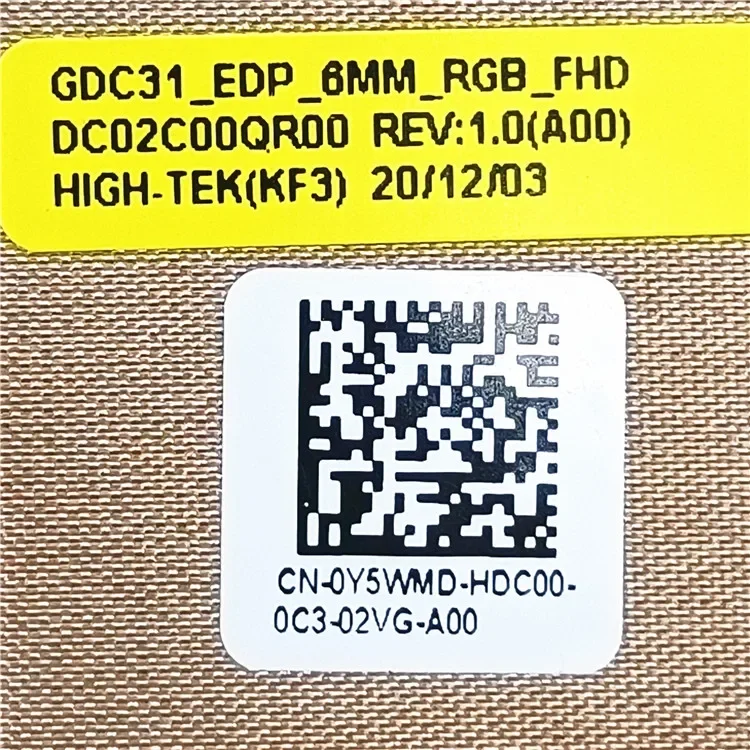 GDC31_EDP_6MM_RGB_FHD
DC02C00QR00 REV:1.0(A00)
HIGH-TEK(KF3) 20/12/03
CN-0Y5WMD-HDC00-
0C3-02VG-A00